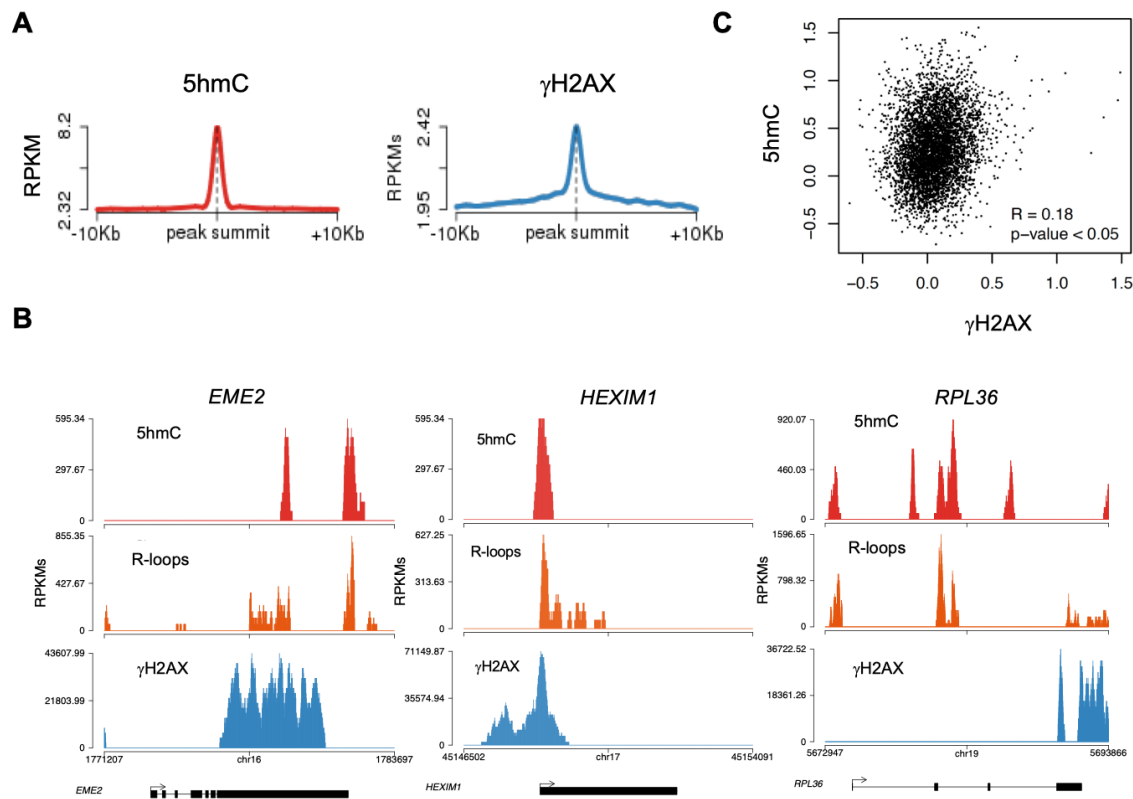 A
5hmC
RPKM
8.2
2.32
-10Kb
peak summit
+10Kb
γH2AX
RPKMs
2.42
1.95
-10Kb
peak summit
+10Kb
C
5hmC
1.5
1.0
0.5
0.0
−0.5
R = 0.18
p-value < 0.05
−0.5
0.0
0.5
1.0
1.5
γH2AX
B
EME2
595.34
5hmC
297.67
0
855.35
R-loops
RPKMs
427.67
0
43607.99
γH2AX
21803.99
0
1771207
chr16
1783697
EME2
HEXIM1
595.34
5hmC
297.67
0
627.25
R-loops
RPKMs
313.63
0
71149.87
γH2AX
35574.94
0
45146502
chr17
45154091
HEXIM1
RPL36
920.07
5hmC
460.03
0
1596.65
R-loops
RPKMs
798.32
0
36722.52
γH2AX
18361.26
0
5672947
chr19
5693866
RPL36